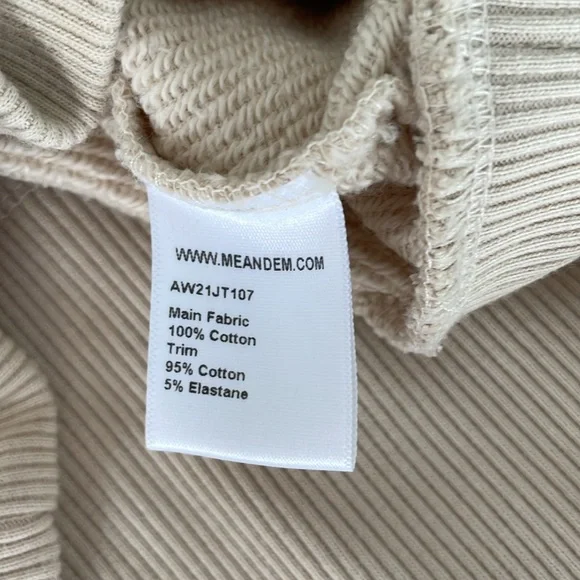 WWW.MEANDEM.COM
AW21JT107
Main Fabric
100% Cotton
Trim
95% Cotton
5% Elastane